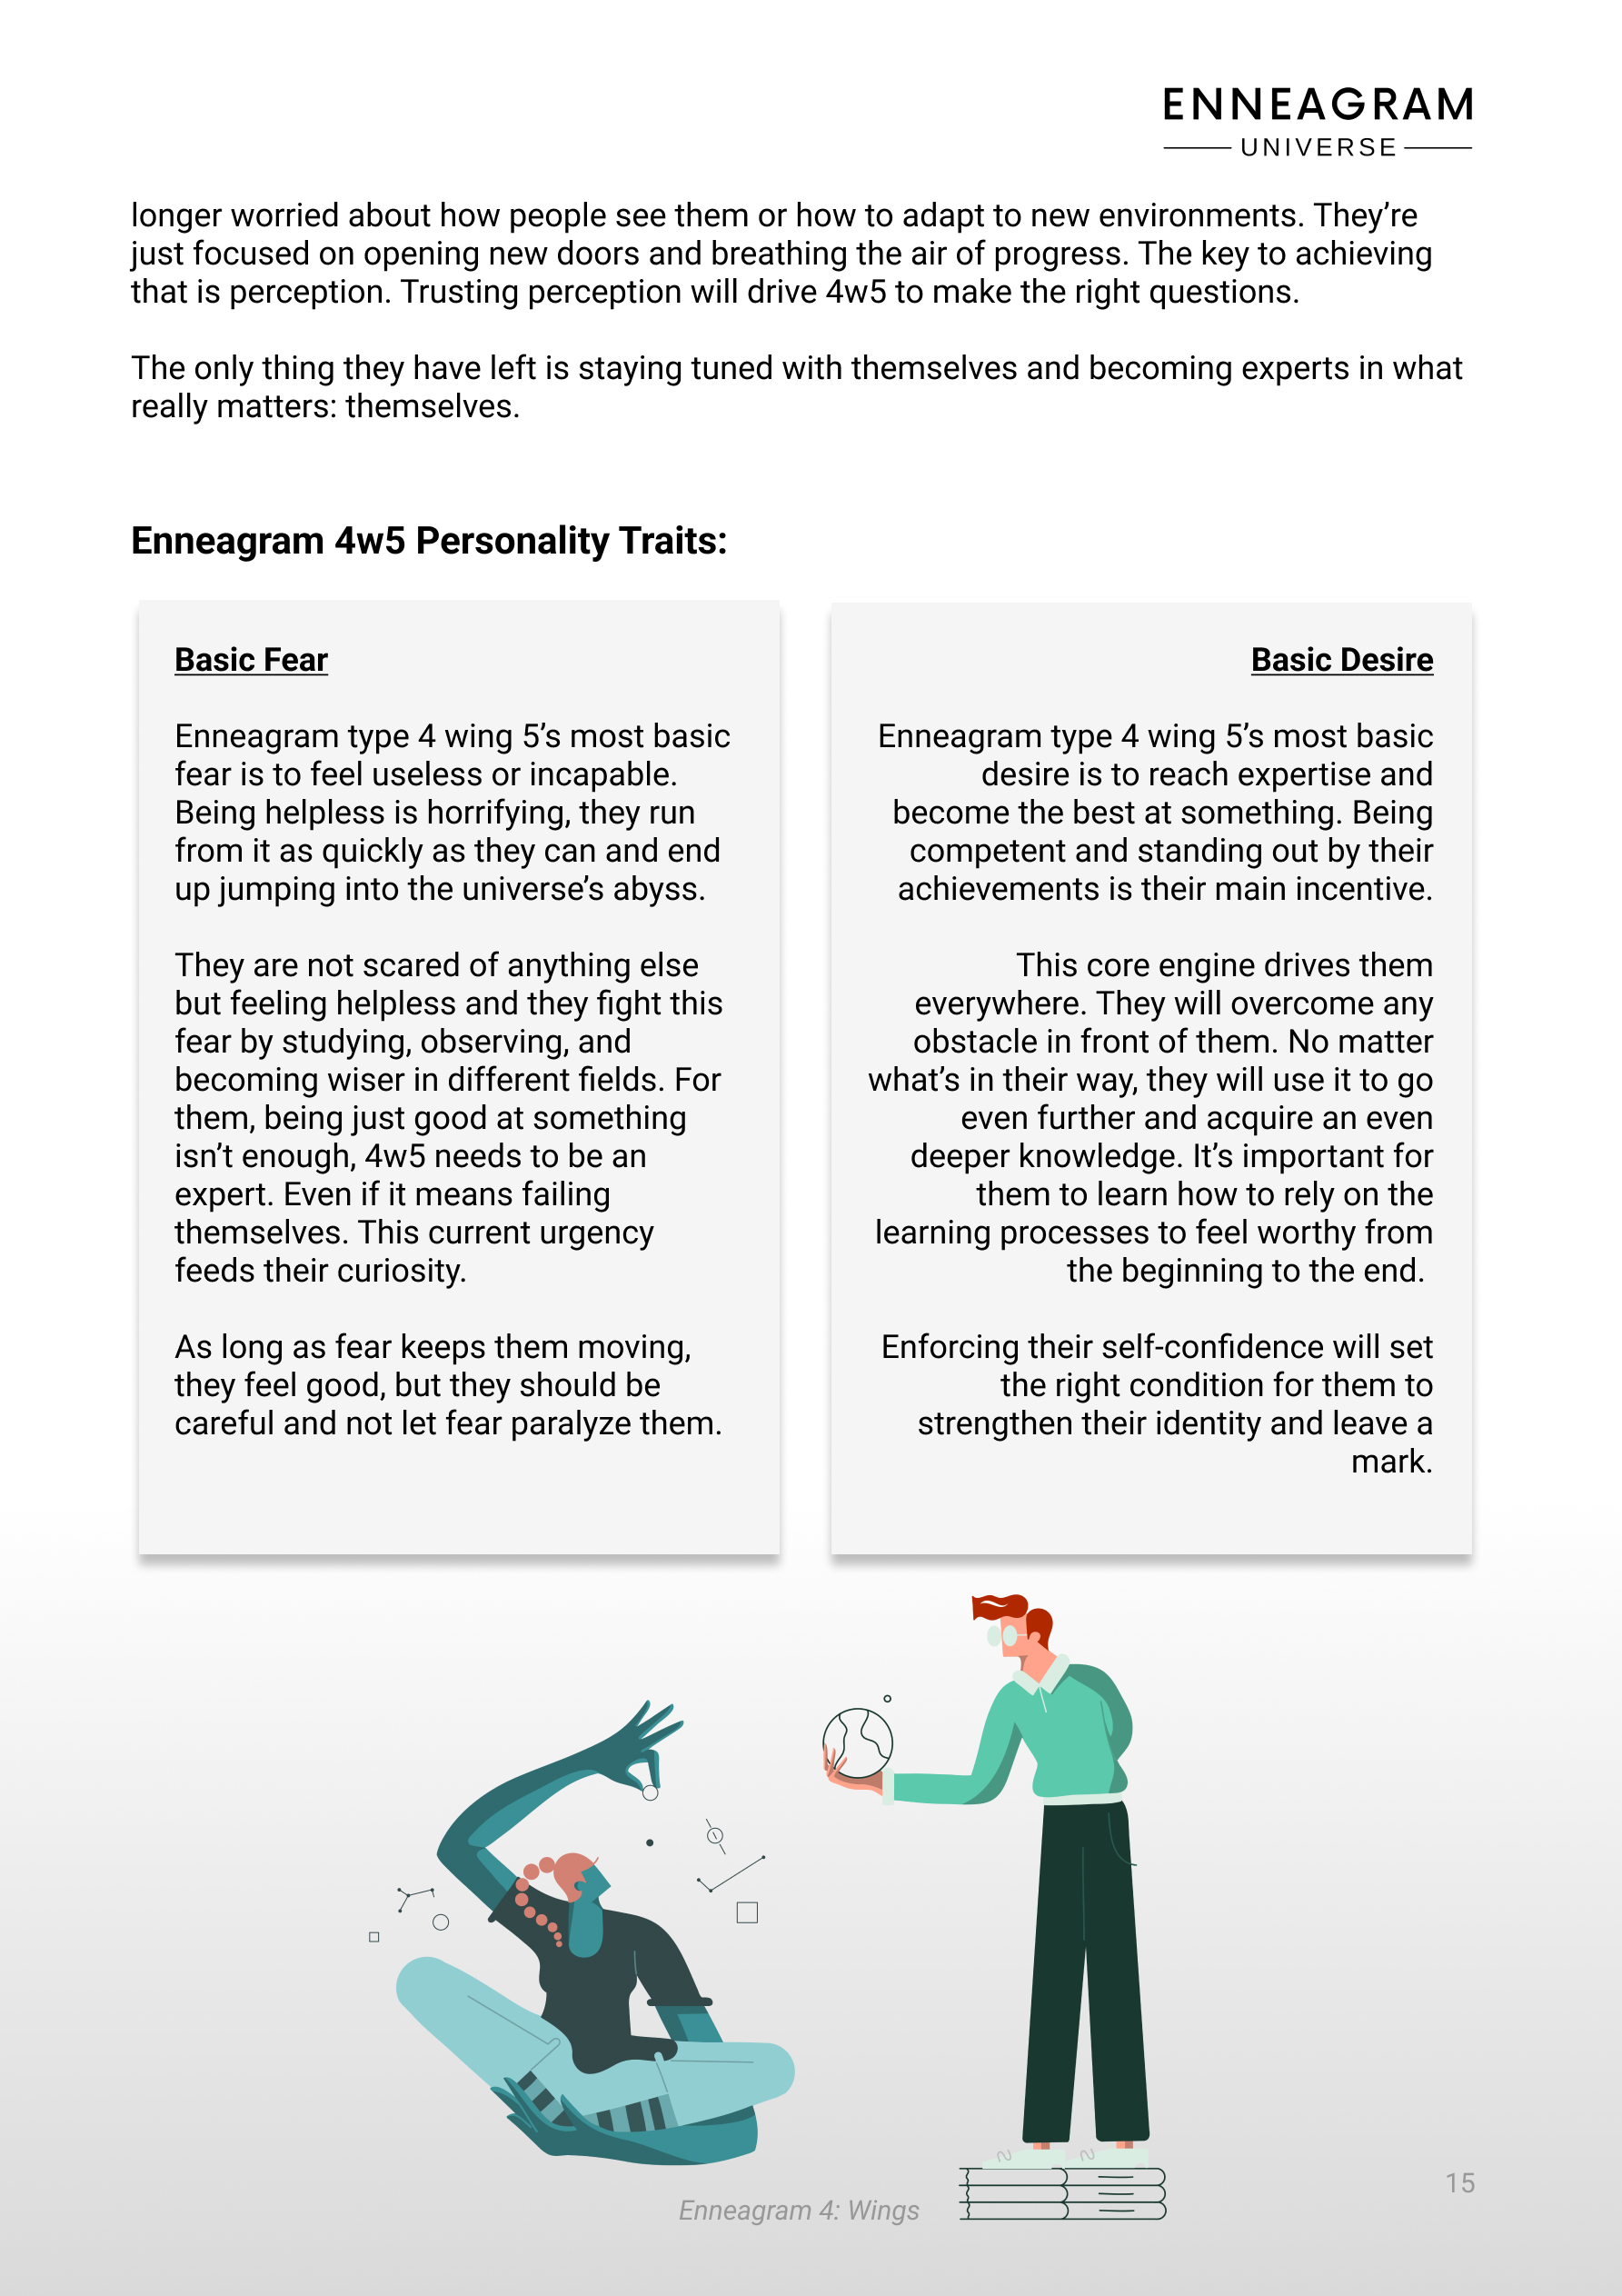 ENNEAGRAM
UNIVERSE
longer worried about how people see them or how to adapt to new environments. They’re
just focused on opening new doors and breathing the air of progress. The key to achieving
that is perception. Trusting perception will drive 4w5 to make the right questions.
The only thing they have left is staying tuned with themselves and becoming experts in what
really matters: themselves.
Enneagram 4w5 Personality Traits:
Basic Fear
Enneagram type 4 wing 5’s most basic
fear is to feel useless or incapable.
Being helpless is horrifying, they run
from it as quickly as they can and end
up jumping into the universe’s abyss.
They are not scared of anything else
but feeling helpless and they fight this
fear by studying, observing, and
becoming wiser in different fields. For
them, being just good at something
isn’t enough, 4w5 needs to be an
expert. Even if it means failing
themselves. This current urgency
feeds their curiosity.
As long as fear keeps them moving,
they feel good, but they should be
careful and not let fear paralyze them.
Basic Desire
Enneagram type 4 wing 5’s most basic
desire is to reach expertise and
become the best at something. Being
competent and standing out by their
achievements is their main incentive.
This core engine drives them
everywhere. They will overcome any
obstacle in front of them. No matter
what’s in their way, they will use it to go
even further and acquire an even
deeper knowledge. It’s important for
them to learn how to rely on the
learning processes to feel worthy from
the beginning to the end.
Enforcing their self-confidence will set
the right condition for them to
strengthen their identity and leave a
mark.
15
Enneagram 4: Wings